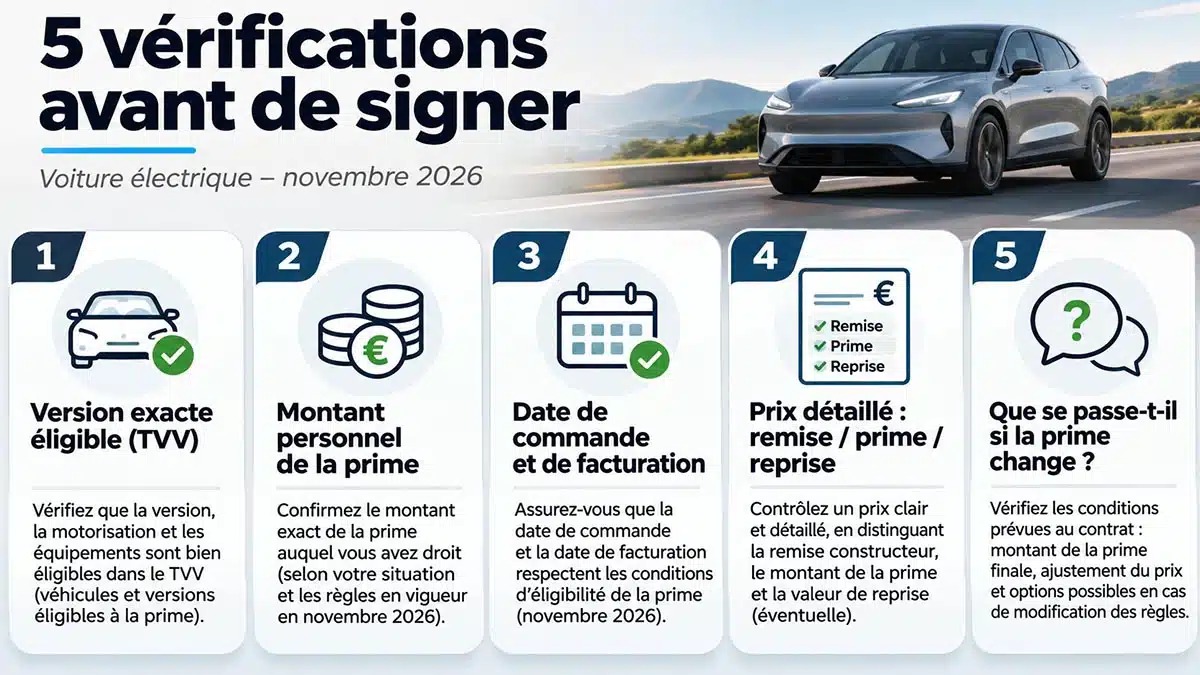 5 vérifications
avant de signer
Voiture électrique – novembre 2026
1
Version exacte
éligible (TVV)
Vérifiez que la version,
la motorisation et les
équipements sont bien
éligibles dans le TVV
(véhicules et versions
éligibles à la prime).
2
€
Montant
personnel
de la prime
Confirmez le montant
exact de la prime
auquel vous avez droit
(selon votre situation
et les règles en vigueur
en novembre 2026).
3
Date de
commande
et de facturation
Assurez-vous que la
date de commande
et la date de facturation
respectent les conditions
d'éligibilité de la prime
(novembre 2026).
4
€
Remise
Prime
Reprise
Prix détaillé :
remise / prime /
reprise
Contrôlez un prix clair
et détaillé, en distinguant
la remise constructeur,
le montant de la prime
et la valeur de reprise
(éventuelle).
5
?
Que se passe-t-il
si la prime
change ?
Vérifiez les conditions
prévues au contrat :
montant de la prime
finale, ajustement du prix
et options possibles en cas
de modification des règles.